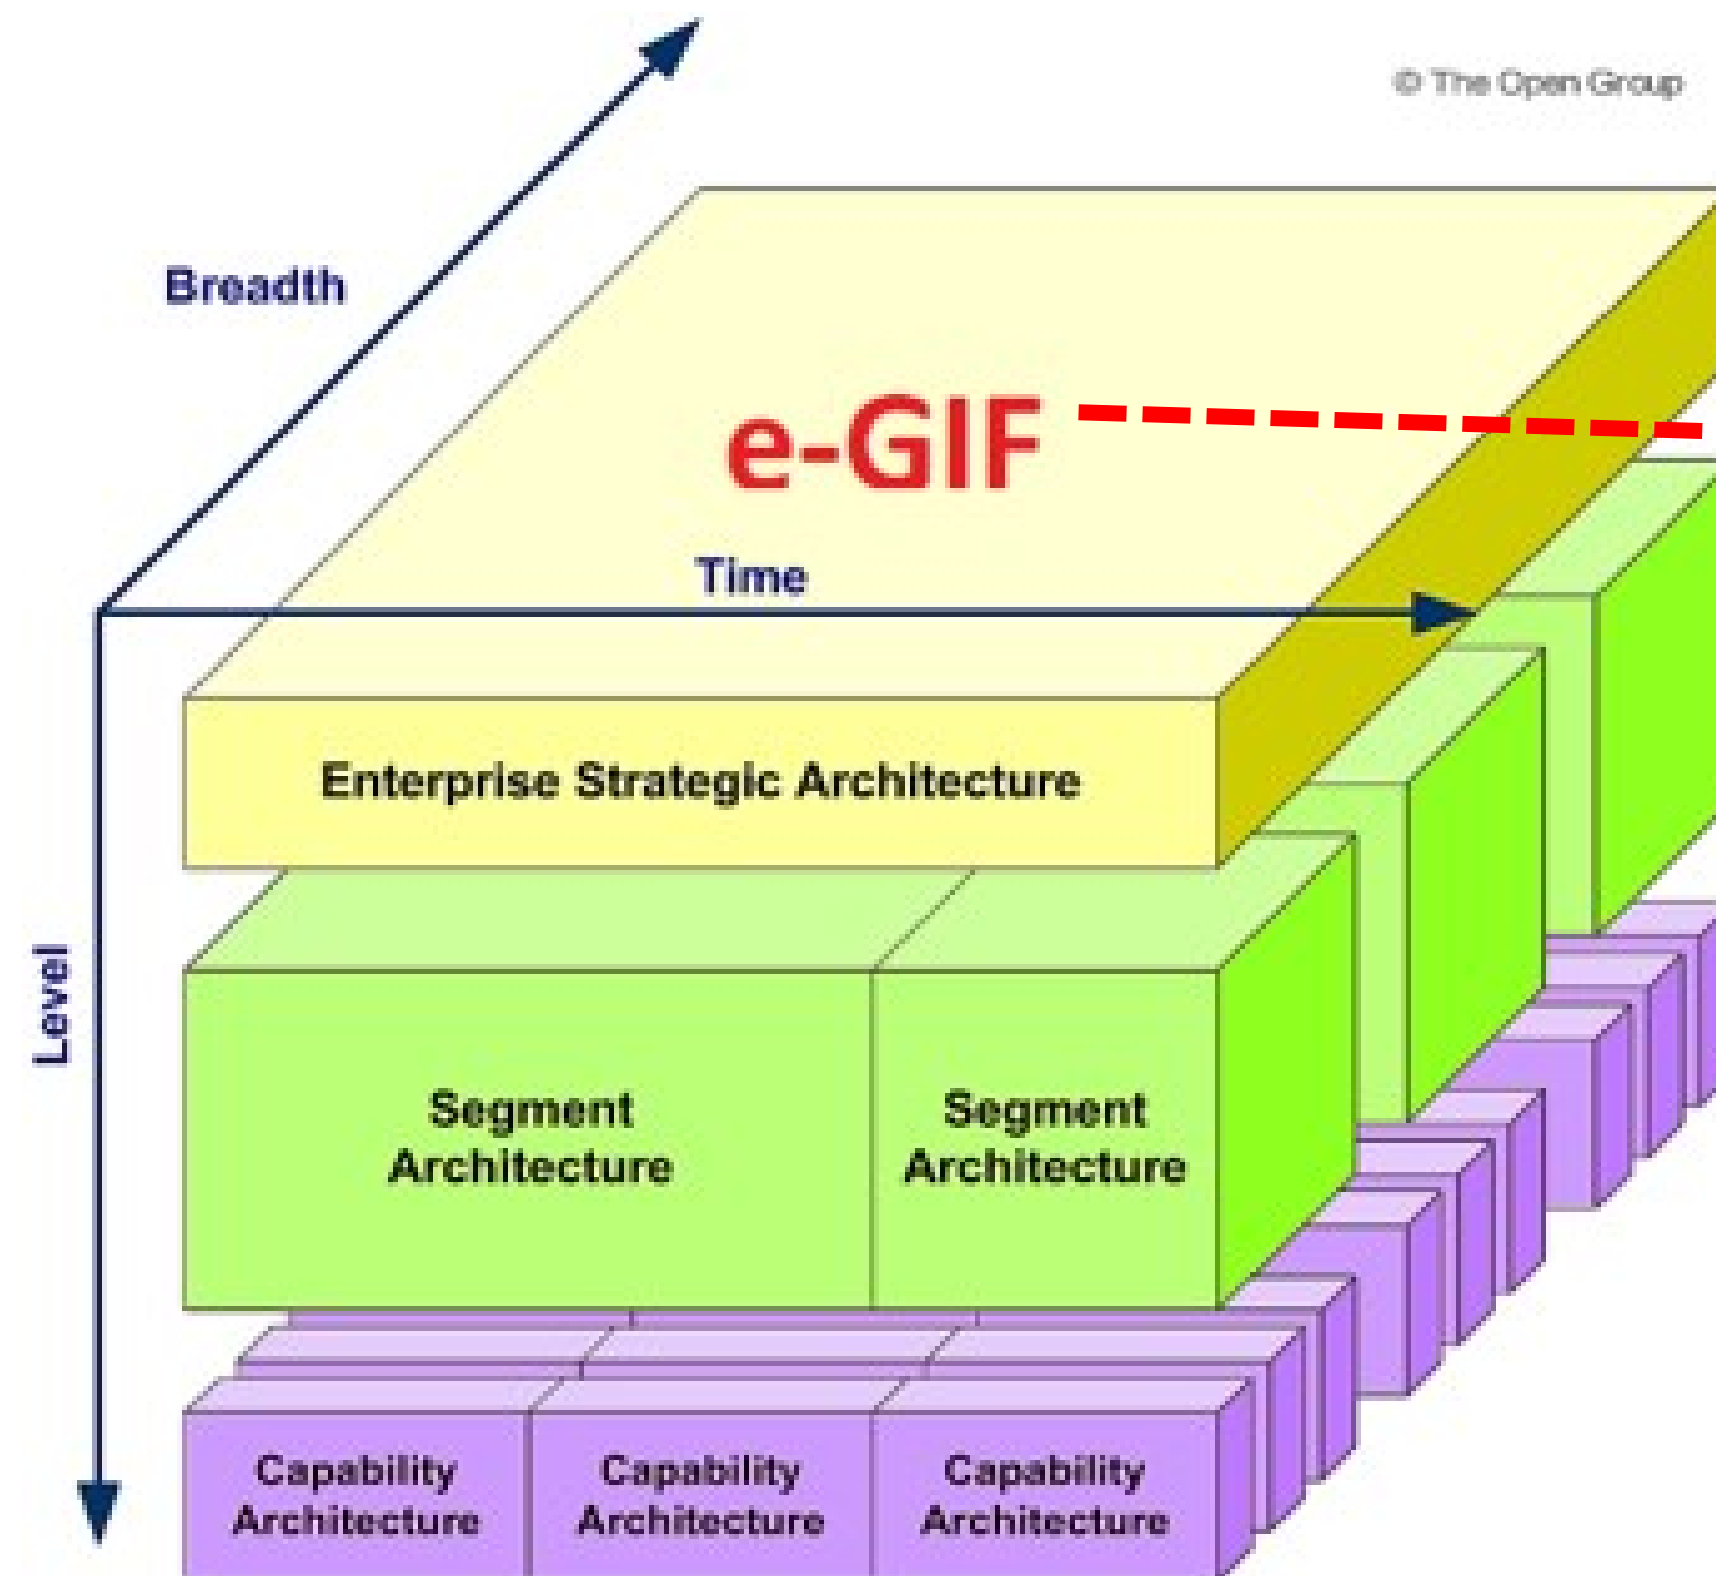 © The Open Group
Breadth
e-GIF
Time
Enterprise Strategic Architecture
Level
Segment
Architecture
Segment
Architecture
Capability
Architecture
Capability
Architecture
Capability
Architecture